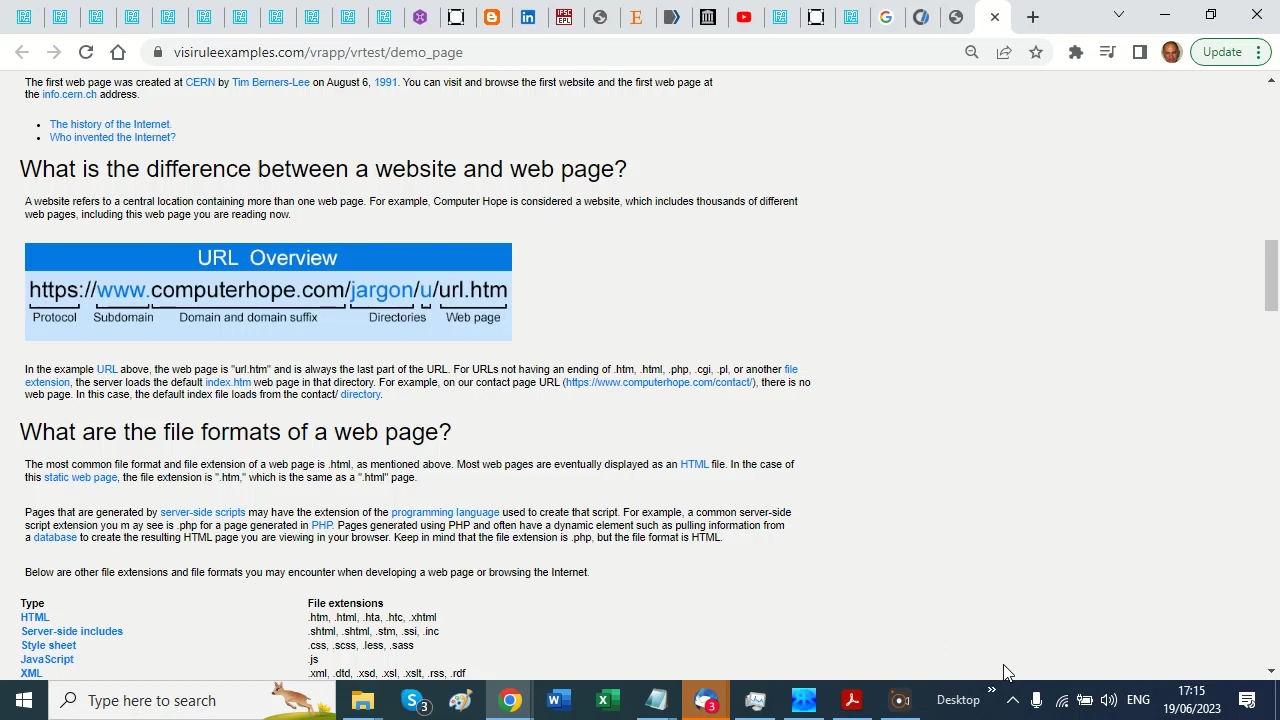 visiruleexamples.com/vrapp/vrtest/demo_page
Update
The first web page was created at CERN by Tim Berners-Lee on August 6, 1991. You can visit and browse the first website and the first web page at
the info.cern.ch address.
The history of the Internet.
Who invented the Internet?
What is the difference between a website and web page?
A website refers to a central location containing more than one web page. For example, Computer Hope is considered a website, which includes thousands of different
web pages, including this web page you are reading now.
URL Overview
https://www.computerhope.com/jargon/u/url.htm
Protocol Subdomain Domain and domain suffix Directories Web page
In the example URL above, the web page is "url.htm" and is always the last part of the URL. For URLs not having an ending of .htm, .html, .php, .cgi, .pl, or another file
extension, the server loads the default index.htm web page in that directory. For example, on our contact page URL (https://www.computerhope.com/contact/), there is no
web page. In this case, the default index file loads from the contact/ directory.
What are the file formats of a web page?
The most common file format and file extension of a web page is .html, as mentioned above. Most web pages are eventually displayed as an HTML file. In the case of
this static web page, the file extension is ".htm," which is the same as a ".html" page.
Pages that are generated by server-side scripts may have the extension of the programming language used to create that script. For example, a common server-side
script extension you m ay see is .php for a page generated in PHP. Pages generated using PHP and often have a dynamic element such as pulling information from
a database to create the resulting HTML page you are viewing in your browser. Keep in mind that the file extension is .php, but the file format is HTML.
Below are other file extensions and file formats you may encounter when developing a web page or browsing the Internet.
Type File extensions
HTML .htm, .html, .hta, .htc, .xhtml
Server-side includes .shtml, .shtml, .stm, .ssi, .inc
Style sheet .css, .scss, .less, .sass
JavaScript .js
XML .xml, .dtd, .xsd, .xsl, .xslt, .rss, .rdf
Type here to search
3
3
Desktop
ENG
17:15
19/06/2023